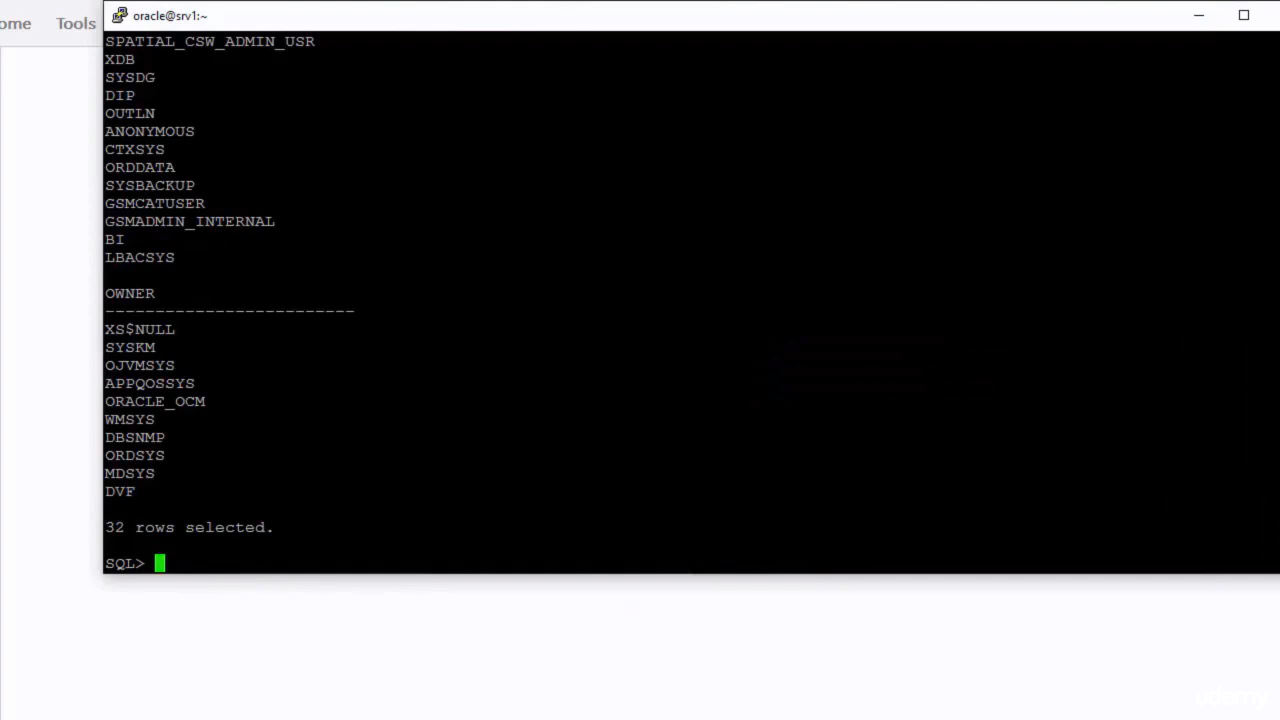 ome Tools
oracle@srv1:~
SPATIAL_CSW_ADMIN_USR
XDB
SYSDG
DIP
OUTLN
ANONYMOUS
CTXSYS
ORDDATA
SYSBACKUP
GSMCATUSER
GSMADMIN_INTERNAL
BI
LBACSYS
OWNER
-------------------------
XS$NULL
SYSKM
OJVMSYS
APPQOSSYS
ORACLE_OCM
WMSYS
DBSNMP
ORDSYS
MDSYS
DVF
32 rows selected.
SQL>
udemy